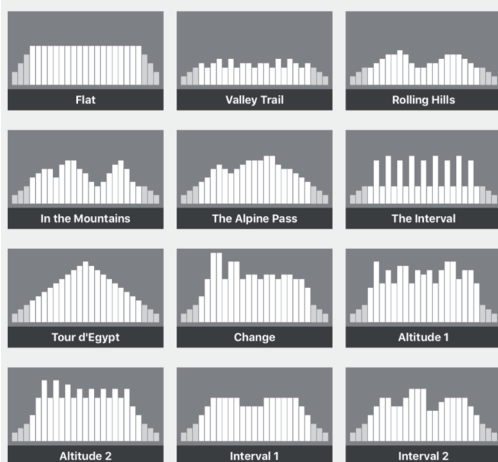 Flat
Valley Trail
Rolling Hills
In the Mountains
The Alpine Pass
The Interval
Tour d'Egypt
Change
Altitude 1
Altitude 2
Interval 1
Interval 2